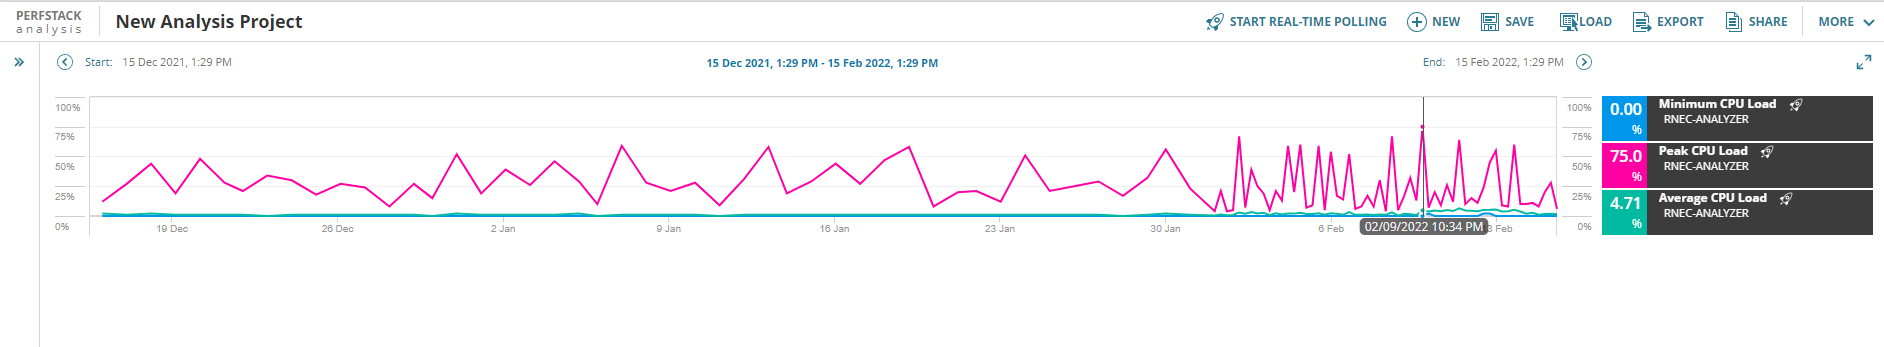 PERFSTACK
analysis
New Analysis Project
START REAL-TIME POLLING
NEW
SAVE
LOAD
EXPORT
SHARE
MORE
»
Start: 15 Dec 2021, 1:29 PM
15 Dec 2021, 1:29 PM - 15 Feb 2022, 1:29 PM
End: 15 Feb 2022, 1:29 PM
100%
75%
50%
25%
0%
100%
75%
50%
25%
0%
19 Dec
26 Dec
2 Jan
9 Jan
16 Jan
23 Jan
30 Jan
6 Feb
02/09/2022 10:34 PM
3 Feb
0.00 %
Minimum CPU Load
RNEC-ANALYZER
75.0 %
Peak CPU Load
RNEC-ANALYZER
4.71 %
Average CPU Load
RNEC-ANALYZER